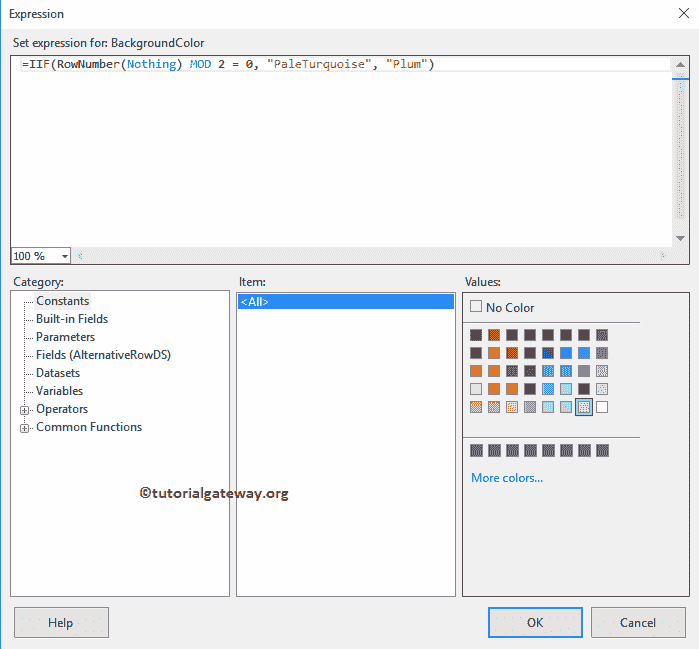 Expression
Set expression for: BackgroundColor
=IIF(RowNumber(Nothing) MOD 2 = 0, "PaleTurquoise", "Plum")
100 %
Category:
Item:
Values:
Constants
Built-in Fields
Parameters
Fields (AlternativeRowDS)
Datasets
Variables
Operators
Common Functions
<All>
No Color
More colors...
©tutorialgateway.org
Help
OK
Cancel